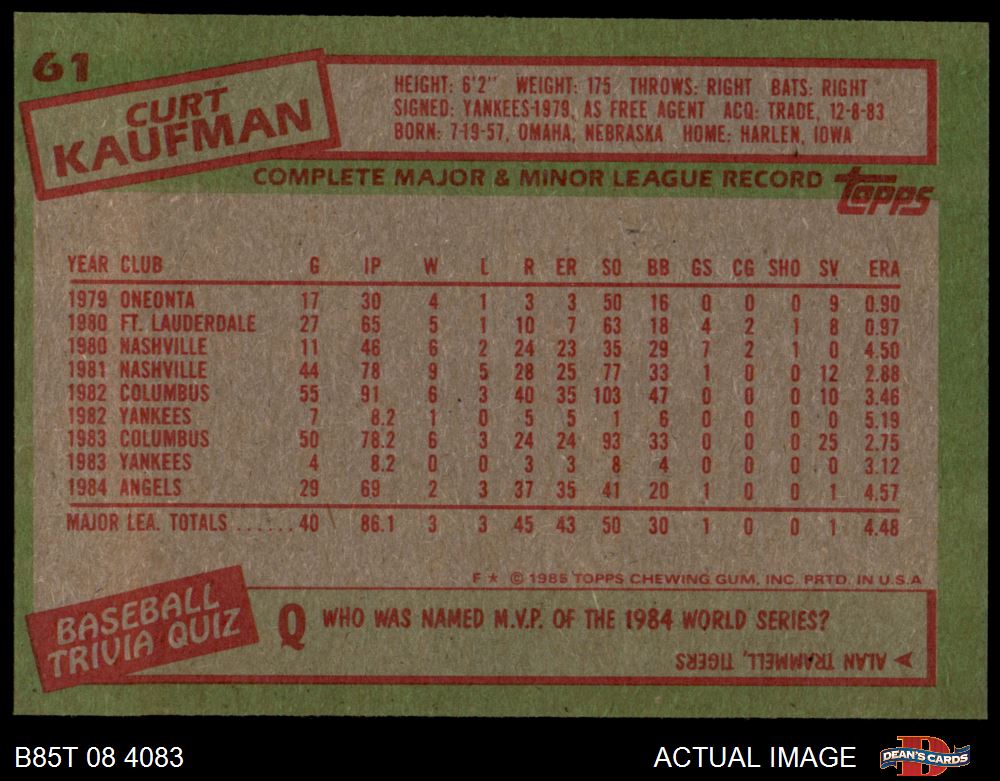 61
CURT
KAUFMAN
HEIGHT: 6'2" WEIGHT: 175 THROWS: RIGHT BATS: RIGHT
SIGNED: YANKEES-1979, AS FREE AGENT ACQ: TRADE, 12-8-83
BORN: 7-19-57, OMAHA, NEBRASKA HOME: HARLEN, IOWA
COMPLETE MAJOR & MINOR LEAGUE RECORD topps
YEAR CLUB G IP W L R ER SO BB GS CG SHO SV ERA
1979 ONEONTA 17 30 4 1 3 3 50 16 0 0 0 9 0.90
1980 FT. LAUDERDALE 27 65 5 1 10 7 63 18 4 2 1 8 0.97
1980 NASHVILLE 11 46 6 2 24 23 35 29 7 2 1 0 4.50
1981 NASHVILLE 44 78 9 5 28 25 77 33 1 0 0 12 2.88
1982 COLUMBUS 55 91 6 3 40 35 103 47 0 0 0 10 3.46
1982 YANKEES 7 8.2 1 0 5 5 1 6 0 0 0 0 5.19
1983 COLUMBUS 50 78.2 6 3 24 24 93 33 0 0 0 25 2.75
1983 YANKEES 4 8.2 0 0 3 3 8 4 0 0 0 0 3.12
1984 ANGELS 29 69 2 3 37 35 41 20 1 0 0 1 4.57
MAJOR LEA. TOTALS ...... 40 86.1 3 3 45 43 50 30 1 0 0 1 4.48
F * © 1985 TOPPS CHEWING GUM, INC. PRTD. IN U.S.A
BASEBALL
TRIVIA QUIZ
Q WHO WAS NAMED M.V.P. OF THE 1984 WORLD SERIES?
ALAN TRAMMELL, TIGERS
B85T 08 4083 ACTUAL IMAGE DEAN'S CARDS